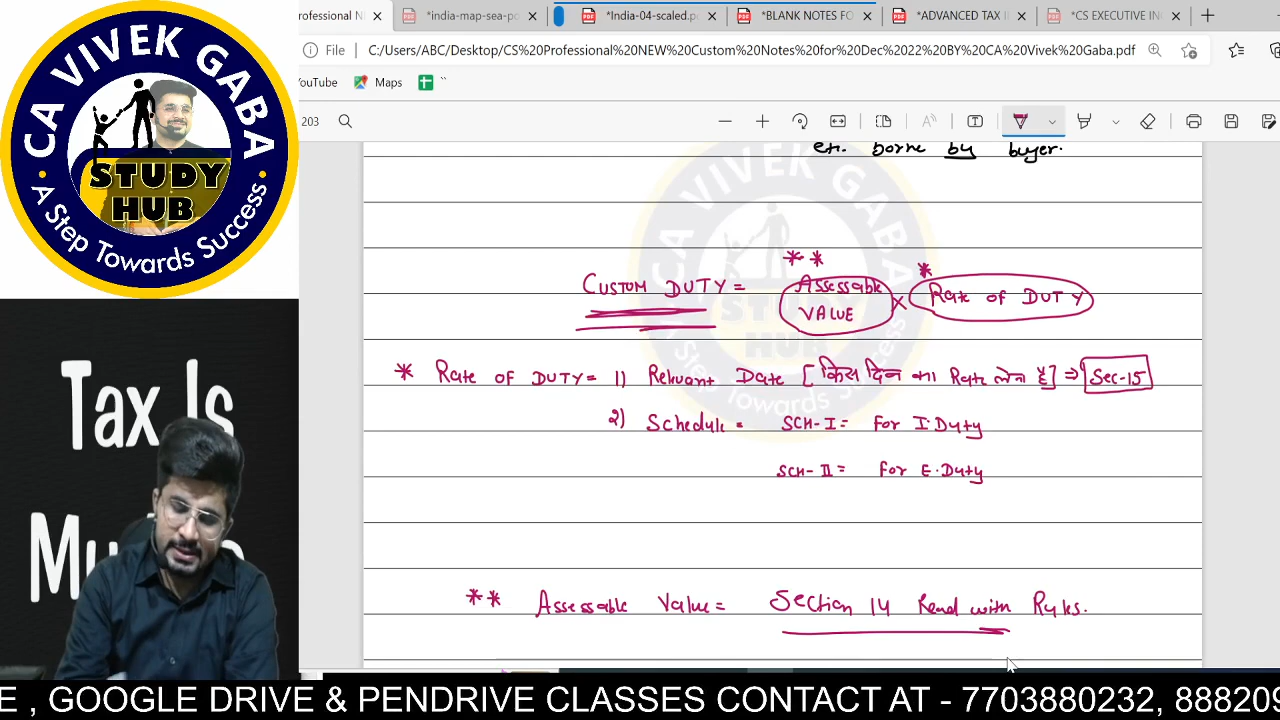 CA VIVEK GABA
STUDY
HUB
A Step Towards Success
Tax Is
rofessional N
*india-map-sea-po
*India-04-scaled.p
*BLANK NOTES FO
*ADVANCED TAX L
*CS EXECUTIVE IN
File
C:/Users/ABC/Desktop/CS%20Professional%20NEW%20Custom%20Notes%20for%20Dec%202022%20BY%20CA%20Vivek%20Gaba.pdf
ouTube
Maps
``
203
borne by buyer.
** *
CUSTOM DUTY = Assessable VALUE × Rate of DUTY
* Rate of DUTY = 1) Relevant Date [किस दिन का Rate लेना है] ⇒ Sec-15
2) Schedule = SCH-I = For I.Duty
SCH-II = For E.Duty
** Assessable Value = Section 14 Read with Rules.
E , GOOGLE DRIVE & PENDRIVE CLASSES CONTACT AT - 7703880232, 888209